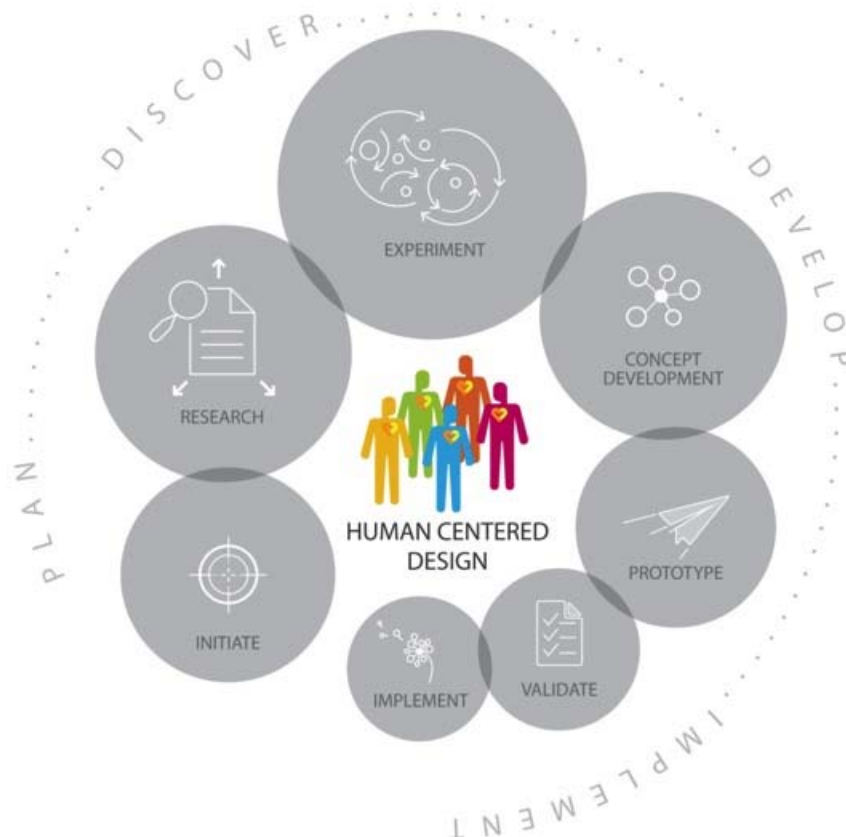 PLAN
DISCOVER
DEVELOP
IMPLEMENT
EXPERIMENT
RESEARCH
CONCEPT
DEVELOPMENT
HUMAN CENTERED
DESIGN
PROTOTYPE
INITIATE
VALIDATE
IMPLEMENT